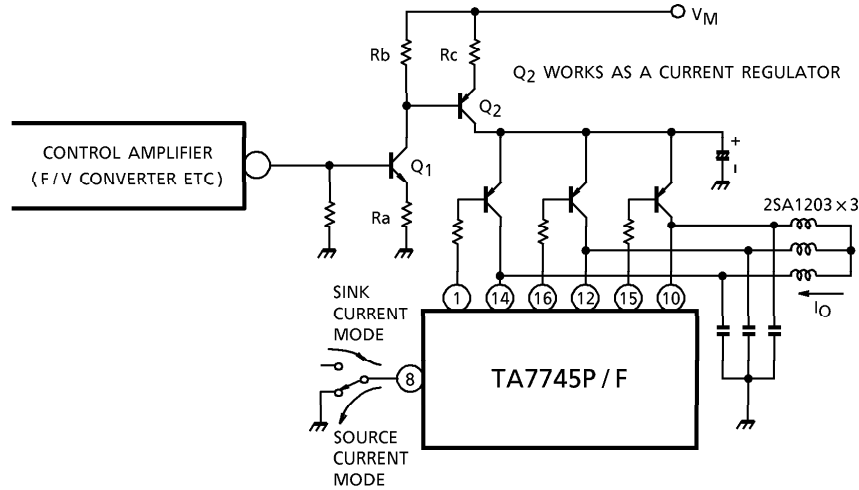 V_M
Rb
Rc
Q2 WORKS AS A CURRENT REGULATOR
Q2
CONTROL AMPLIFIER
(F/V CONVERTER ETC)
Q1
+
-
Ra
2SA1203×3
SINK
CURRENT
MODE
1
14
16
12
15
10
IO
8
TA7745P/F
SOURCE
CURRENT
MODE